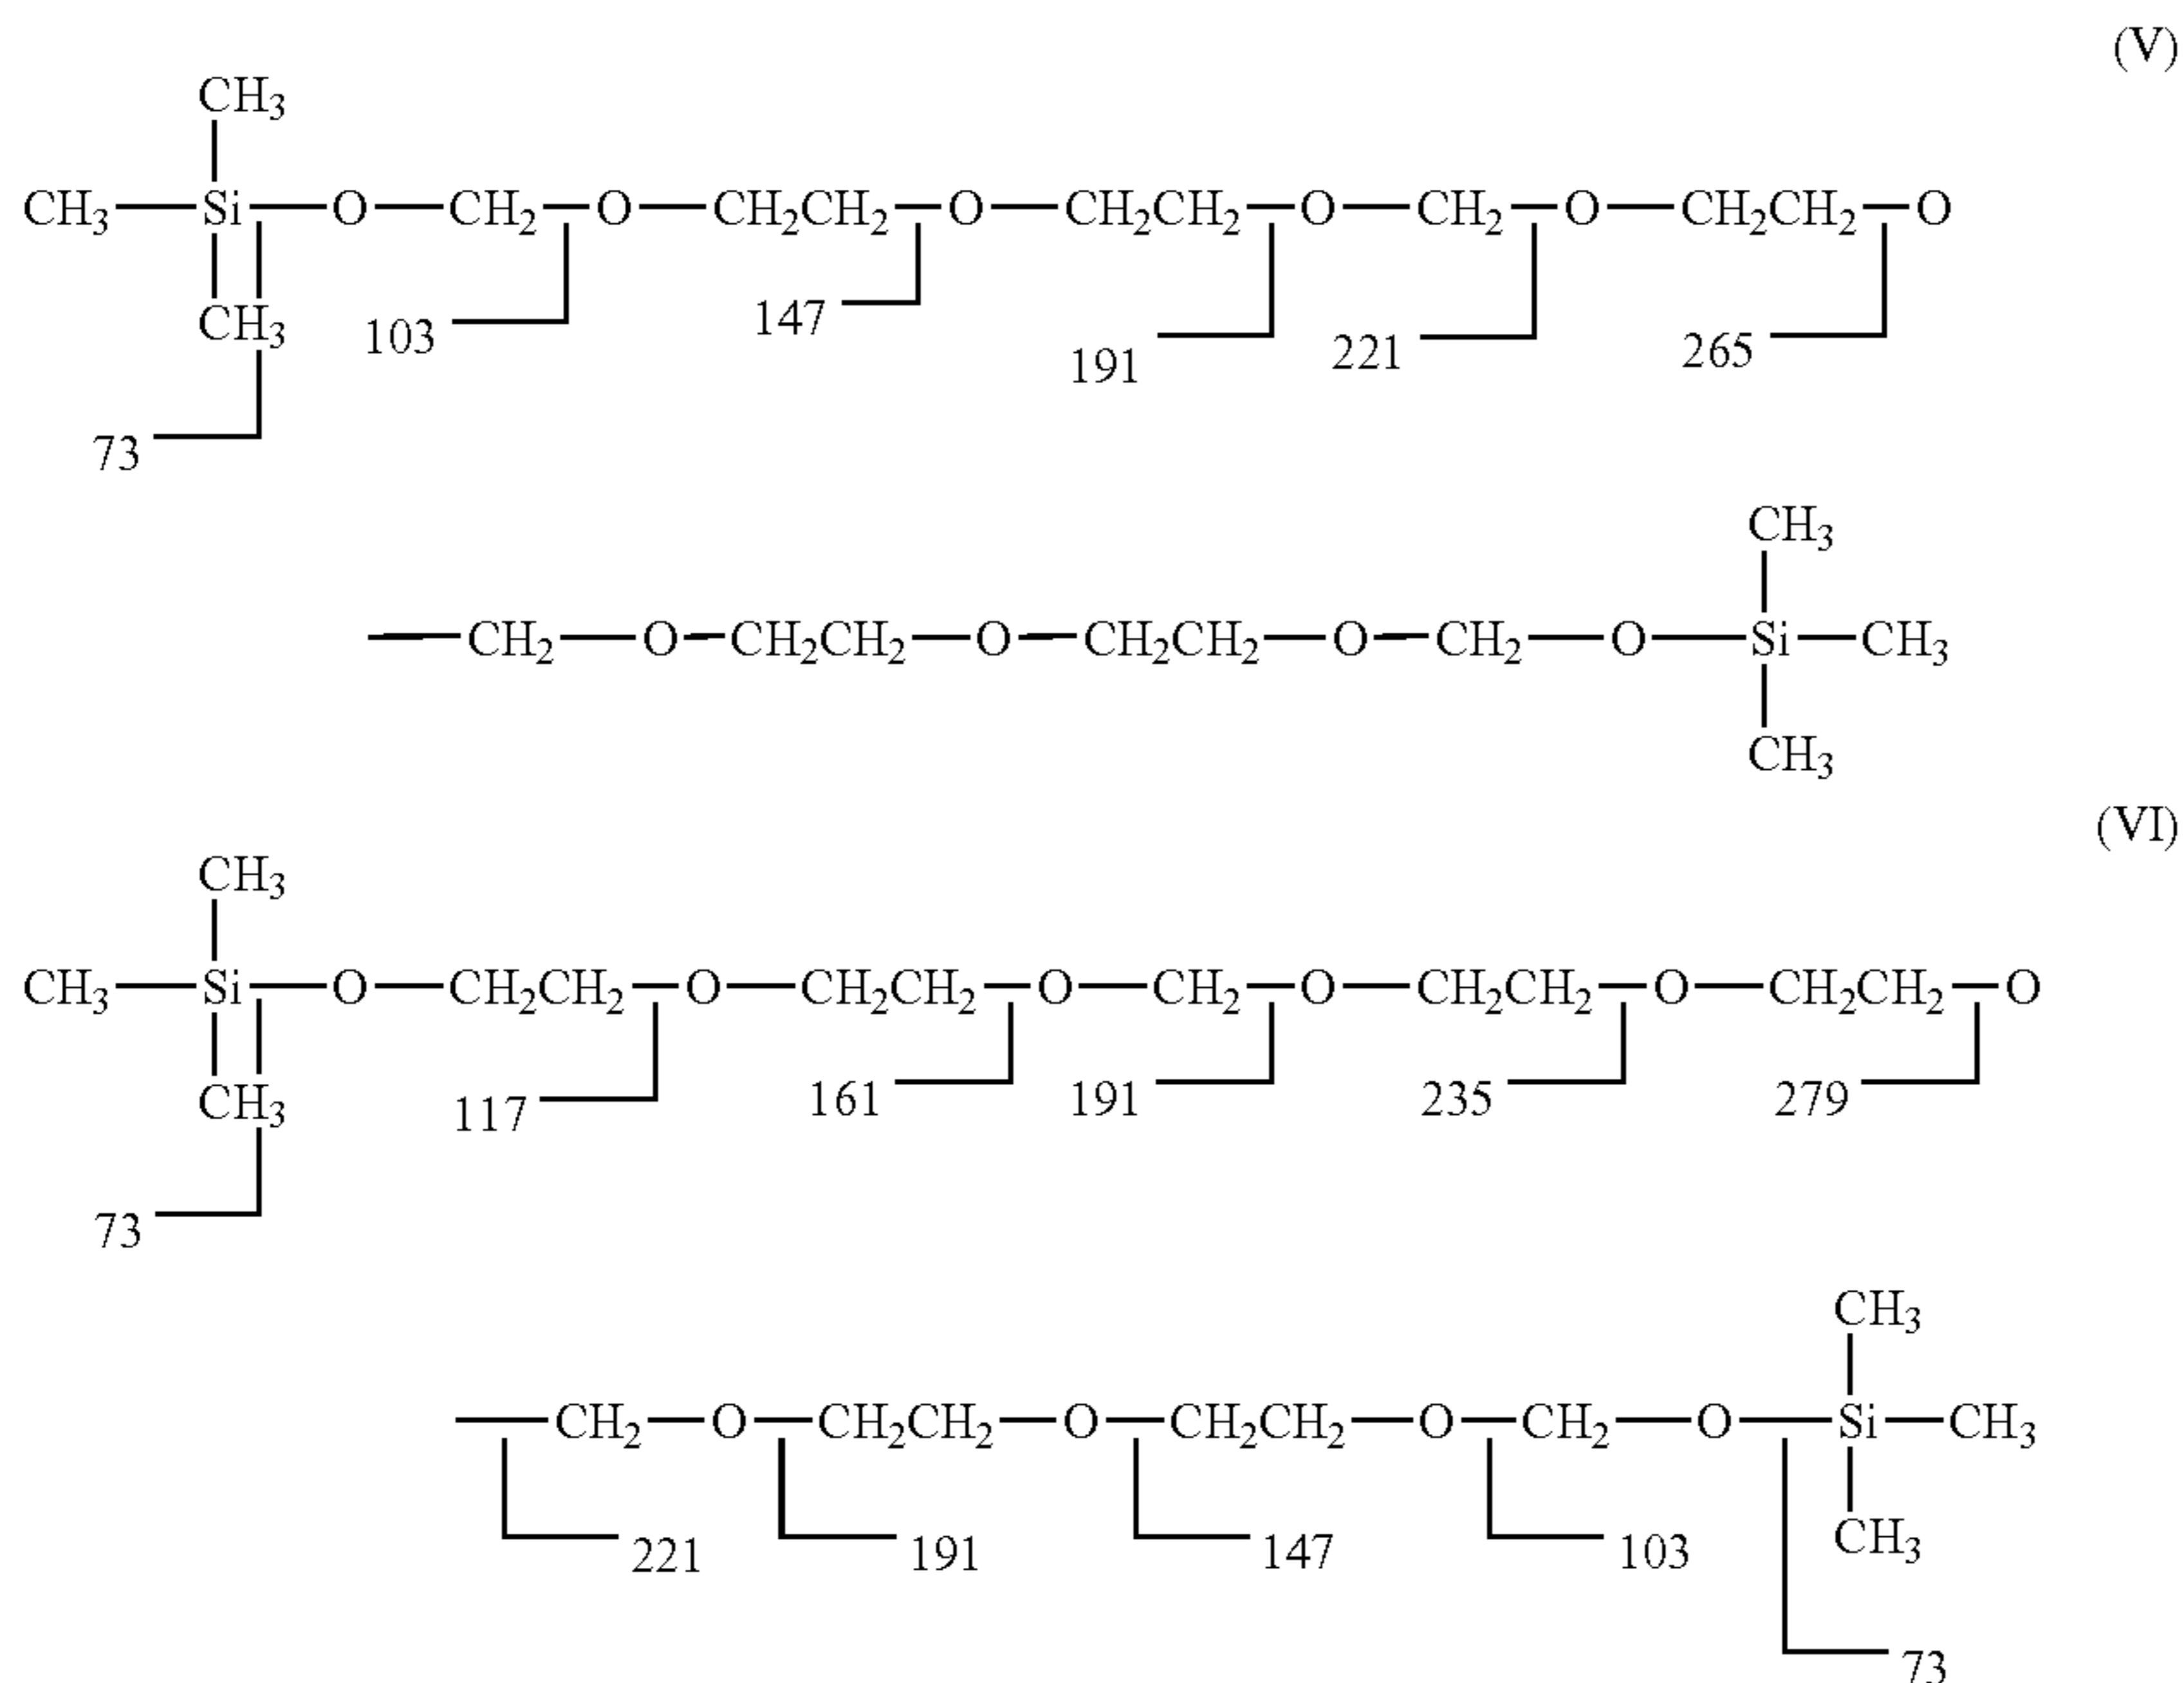 (V)
CH3
CH3—Si—O—CH2—O—CH2CH2—O—CH2CH2—O—CH2—O—CH2CH2—O
CH3
103
147
191
221
265
73
CH3
—CH2—O—CH2CH2—O—CH2CH2—O—CH2—O—Si—CH3
CH3
(VI)
CH3
CH3—Si—O—CH2CH2—O—CH2CH2—O—CH2—O—CH2CH2—O—CH2CH2—O
CH3
117
161
191
235
279
73
CH3
—CH2—O—CH2CH2—O—CH2CH2—O—CH2—O—Si—CH3
CH3
221
191
147
103
73